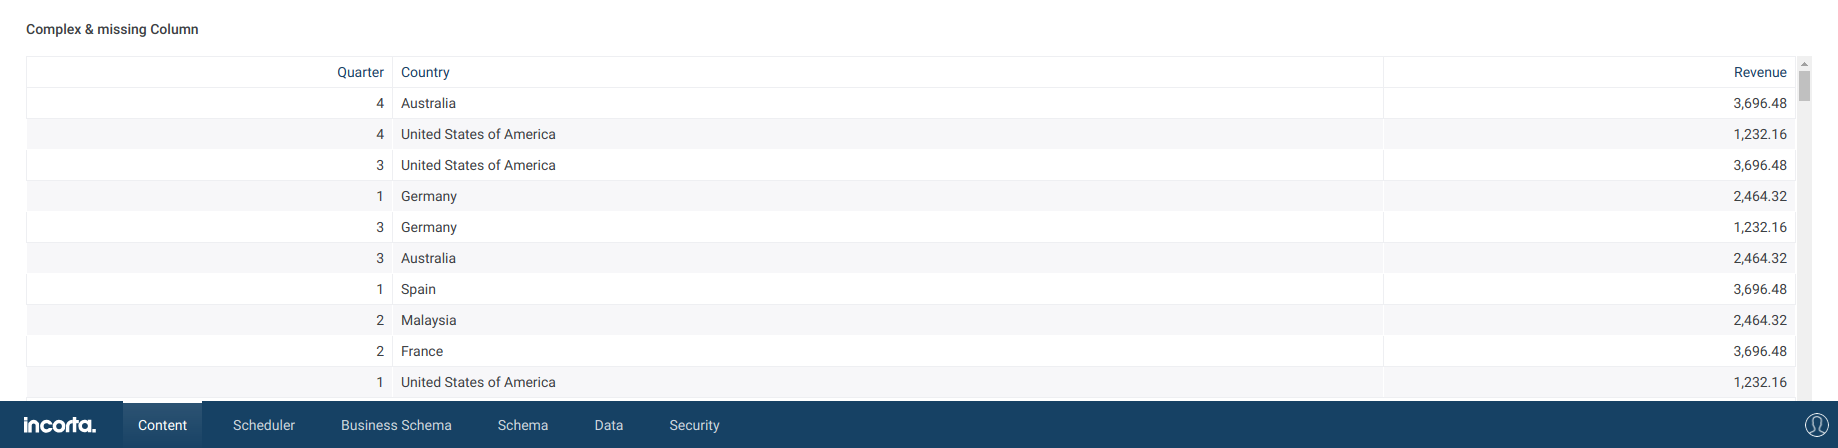 Complex & missing Column
Quarter Country Revenue
4 Australia 3,696.48
4 United States of America 1,232.16
3 United States of America 3,696.48
1 Germany 2,464.32
3 Germany 1,232.16
3 Australia 2,464.32
1 Spain 3,696.48
2 Malaysia 2,464.32
2 France 3,696.48
1 United States of America 1,232.16
incorta. Content Scheduler Business Schema Schema Data Security